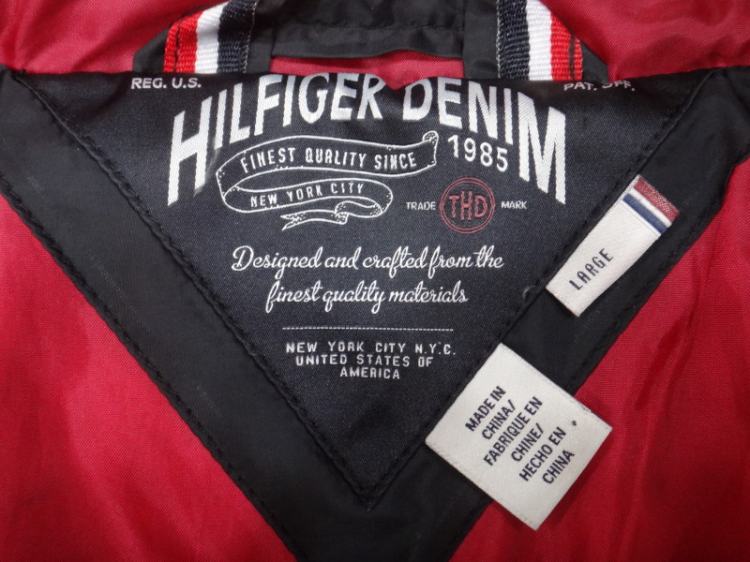 REG. U.S.
PAT. OFF.
HILFIGER DENIM
FINEST QUALITY SINCE
1985
NEW YORK CITY
TRADE THD MARK
Designed and crafted from the
finest quality materials
NEW YORK CITY N.Y.C.
UNITED STATES OF
AMERICA
LARGE
MADE IN
CHINA/
FABRIQUE EN
CHINE/
HECHO EN
CHINA